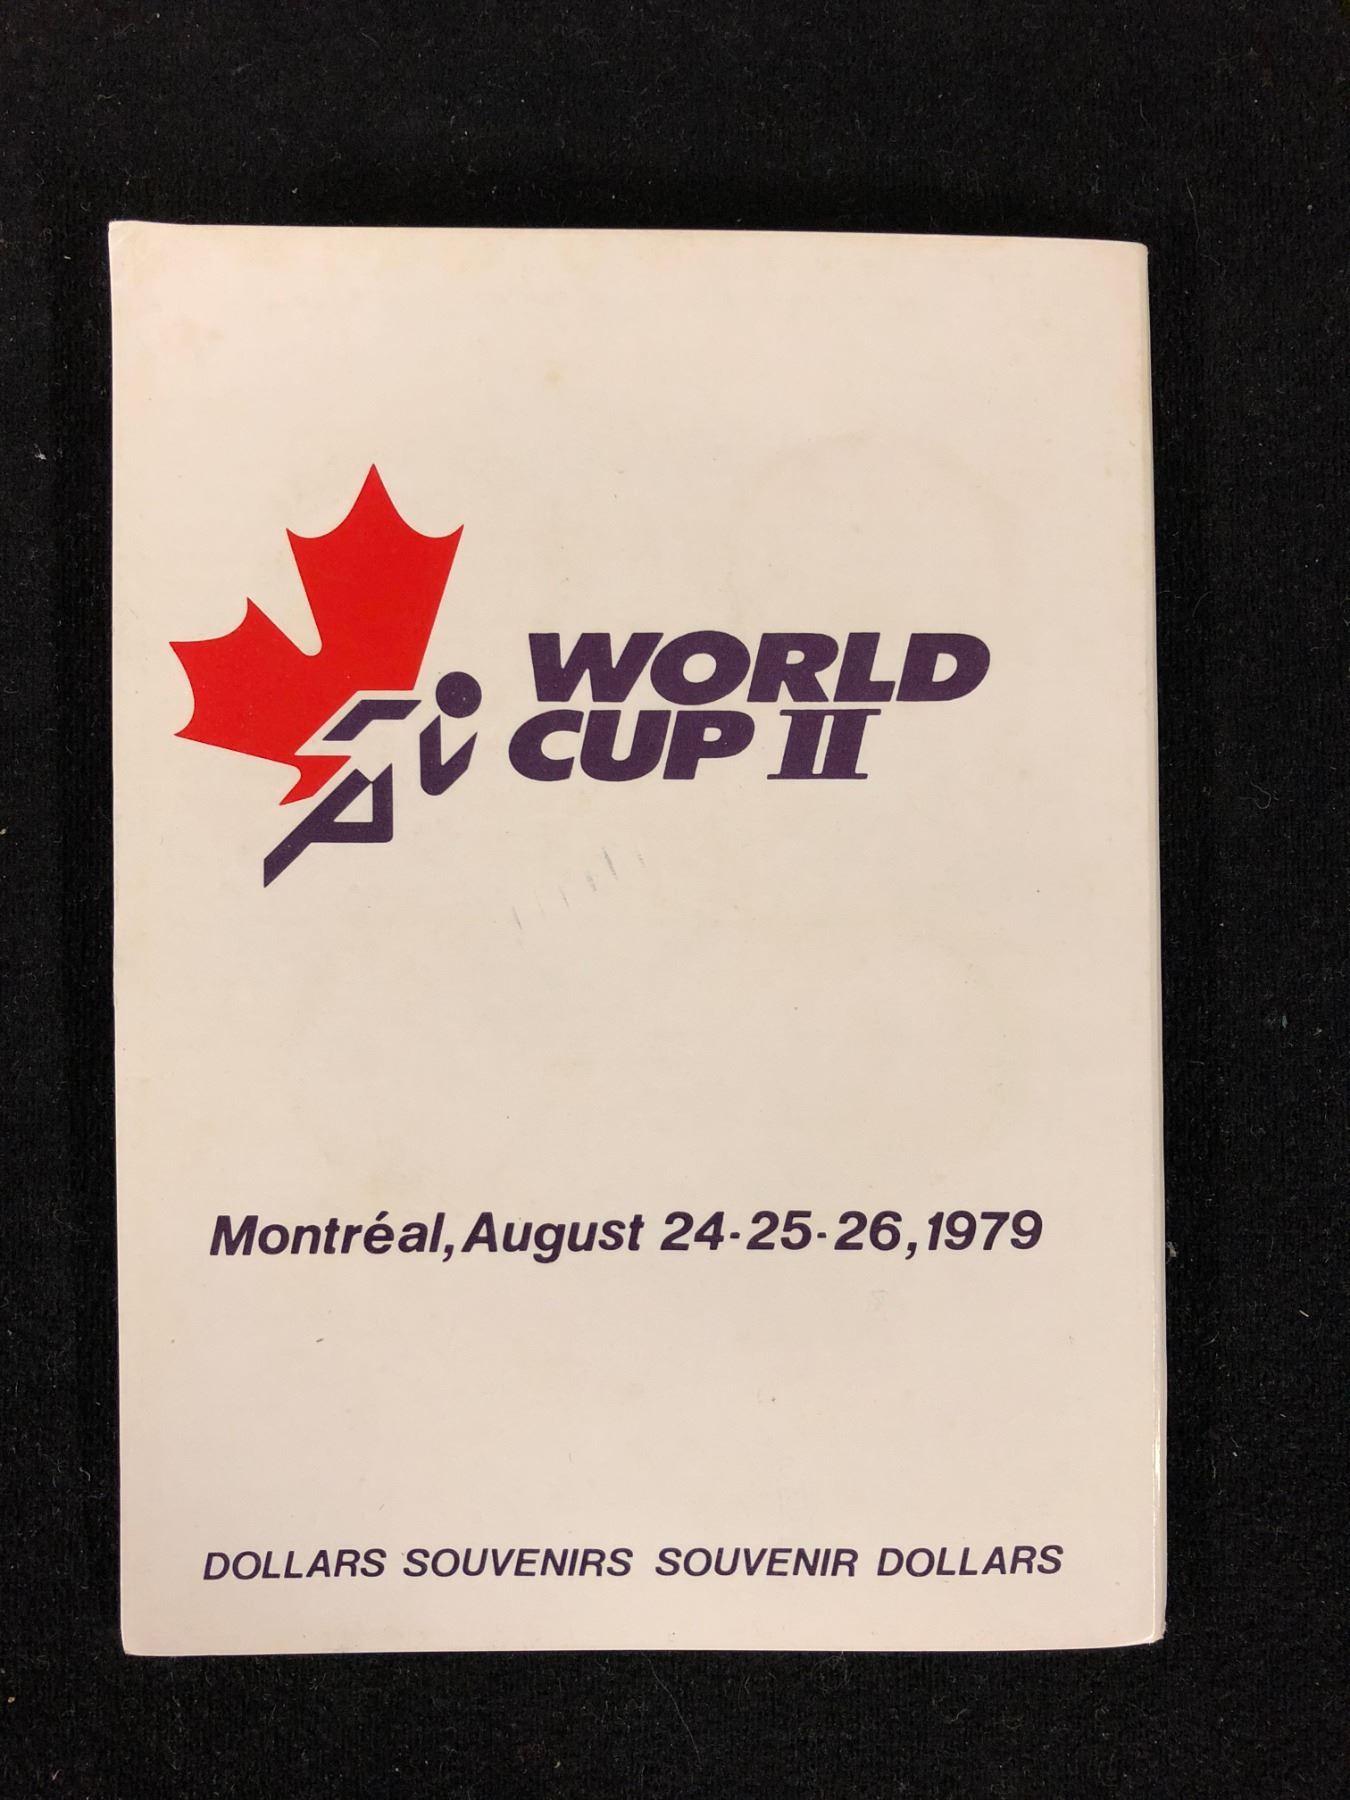 WORLD
CUP II
Montréal, August 24-25-26, 1979
DOLLARS SOUVENIRS SOUVENIR DOLLARS